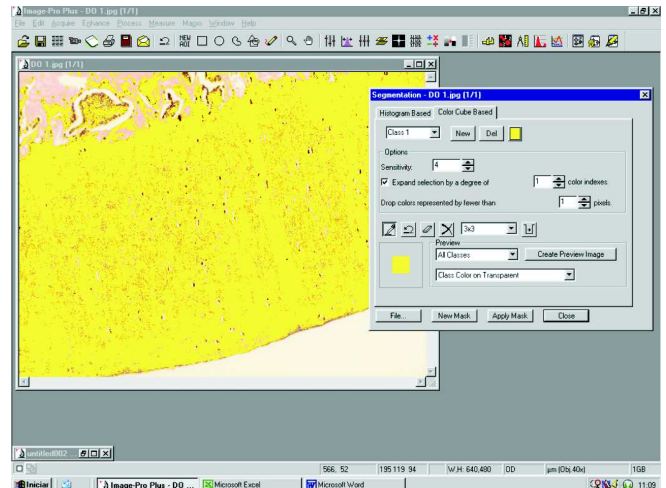 Image-Pro Plus - DO 1.jpg (1/1)
File Edit Acquire Enhance Process Measure Macro Window Help
NEW AOI
DO 1.jpg (1/1)
Segmentation - DO 1.jpg (1/1)
Histogram Based Color Cube Based
Class 1 New Del
Options
Sensitivity: 4
Expand selection by a degree of 1 color indexes.
Drop colors represented by fewer than 1 pixels.
3x3
Preview
All Classes Create Preview Image
Class Color on Transparent
File... New Mask Apply Mask Close
untitled002 ...
566, 52 195 119 94 W,H: 640,480 OD µm (Obj.40x) 1GB
Iniciar Image-Pro Plus - DO ... Microsoft Excel Microsoft Word 11:09